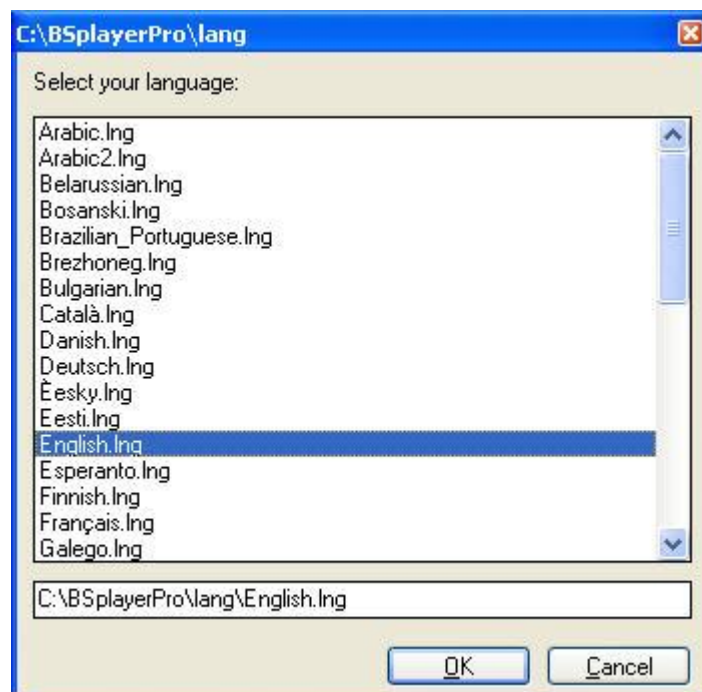 C:\BSplayerPro\lang
Select your language:
Arabic.lng
Arabic2.lng
Belarussian.lng
Bosanski.lng
Brazilian_Portuguese.lng
Brezhoneg.lng
Bulgarian.lng
Català.lng
Danish.lng
Deutsch.lng
Èesky.lng
Eesti.lng
English.lng
Esperanto.lng
Finnish.lng
Français.lng
Galego.lng
C:\BSplayerPro\lang\English.lng
OK
Cancel